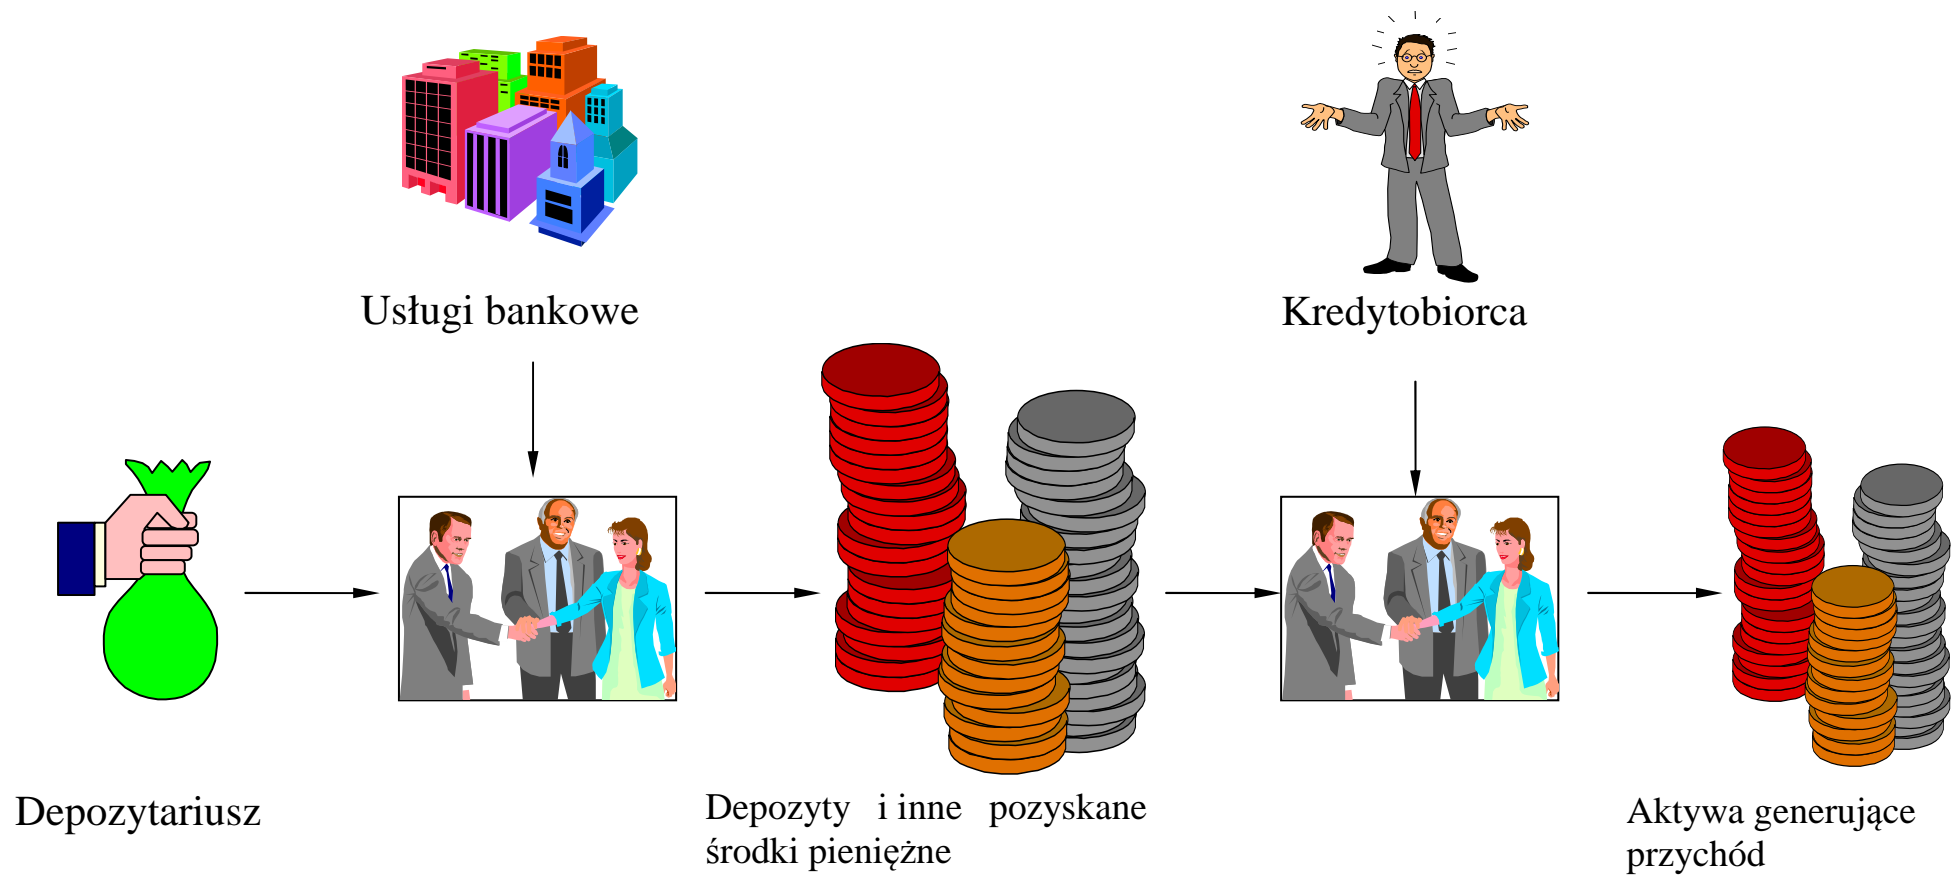 Usługi bankowe
Kredytobiorca
Depozytariusz
Depozyty i inne pozyskane
środki pieniężne
Aktywa generujące
przychód